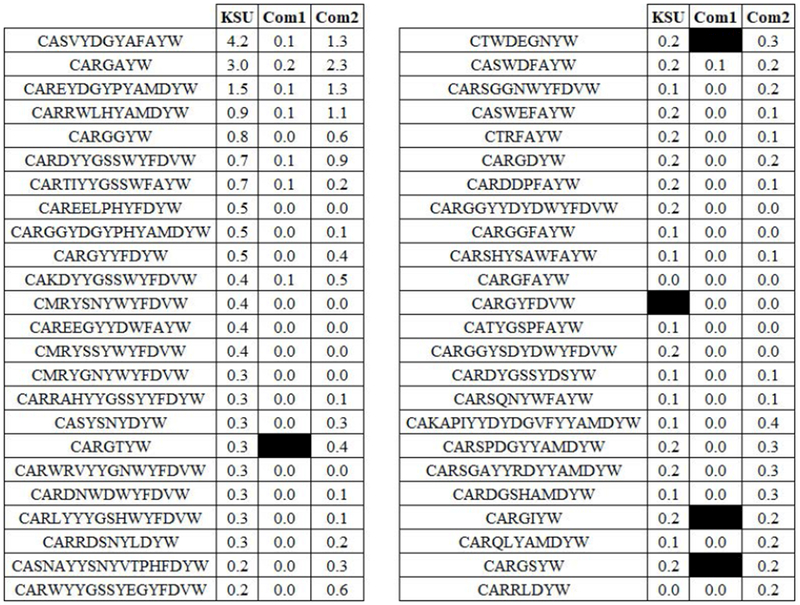 KSU Com1 Com2
CASVYDGYAFAYW 4.2 0.1 1.3
CARGAYW 3.0 0.2 2.3
CAREYDGYPYAMDYW 1.5 0.1 1.3
CARRWLHYAMDYW 0.9 0.1 1.1
CARGGYW 0.8 0.0 0.6
CARDYYGSSWYFDVW 0.7 0.1 0.9
CARTIYYGSSWFAYW 0.7 0.1 0.2
CAREELPHYFDYW 0.5 0.0 0.0
CARGGYDGYPHYAMDYW 0.5 0.0 0.1
CARGYYFDYW 0.5 0.0 0.4
CAKDYYGSSWYFDVW 0.4 0.1 0.5
CMRYSNYWYFDVW 0.4 0.0 0.0
CAREEGYYDWFAYW 0.4 0.0 0.0
CMRYSSYWYFDVW 0.4 0.0 0.0
CMRYGNYWYFDVW 0.3 0.0 0.0
CARRAHYYGSSYYFDYW 0.3 0.0 0.1
CASYSNYDYW 0.3 0.0 0.3
CARGTYW 0.3 0.4
CARWRVYYGNWYFDVW 0.3 0.0 0.0
CARDNWDWYFDVW 0.3 0.0 0.1
CARLYYYGSHWYFDVW 0.3 0.0 0.1
CARRDSNYLDYW 0.3 0.0 0.2
CASNAYYSNYVTPHFDYW 0.2 0.0 0.3
CARWYYGSSYEGYFDVW 0.2 0.0 0.6
KSU Com1 Com2
CTWDEGNYW 0.2 0.3
CASWDFAYW 0.2 0.1 0.2
CARSGGNWYFDVW 0.1 0.0 0.2
CASWEFAYW 0.2 0.0 0.1
CTRFAYW 0.2 0.0 0.1
CARGDYW 0.2 0.0 0.2
CARDDPFAYW 0.2 0.0 0.1
CARGGYYDYDWYFDVW 0.2 0.0 0.0
CARGGFAYW 0.1 0.0 0.1
CARSHYSAWFAYW 0.1 0.0 0.1
CARGFAYW 0.0 0.0 0.0
CARGYFDVW 0.0 0.0
CATYGSPFAYW 0.1 0.0 0.0
CARGGYSDYDWYFDVW 0.2 0.0 0.0
CARDYGSSYDSYW 0.1 0.0 0.1
CARSQNYWFAYW 0.1 0.0 0.1
CAKAPIYYDYDGVFYYAMDYW 0.1 0.0 0.4
CARSPDGYYAMDYW 0.2 0.0 0.3
CARSGAYYRDYYAMDYW 0.2 0.0 0.3
CARDGSHAMDYW 0.1 0.0 0.3
CARGIYW 0.2 0.2
CARQLYAMDYW 0.1 0.0 0.2
CARGSYW 0.2 0.2
CARRLDYW 0.0 0.0 0.2